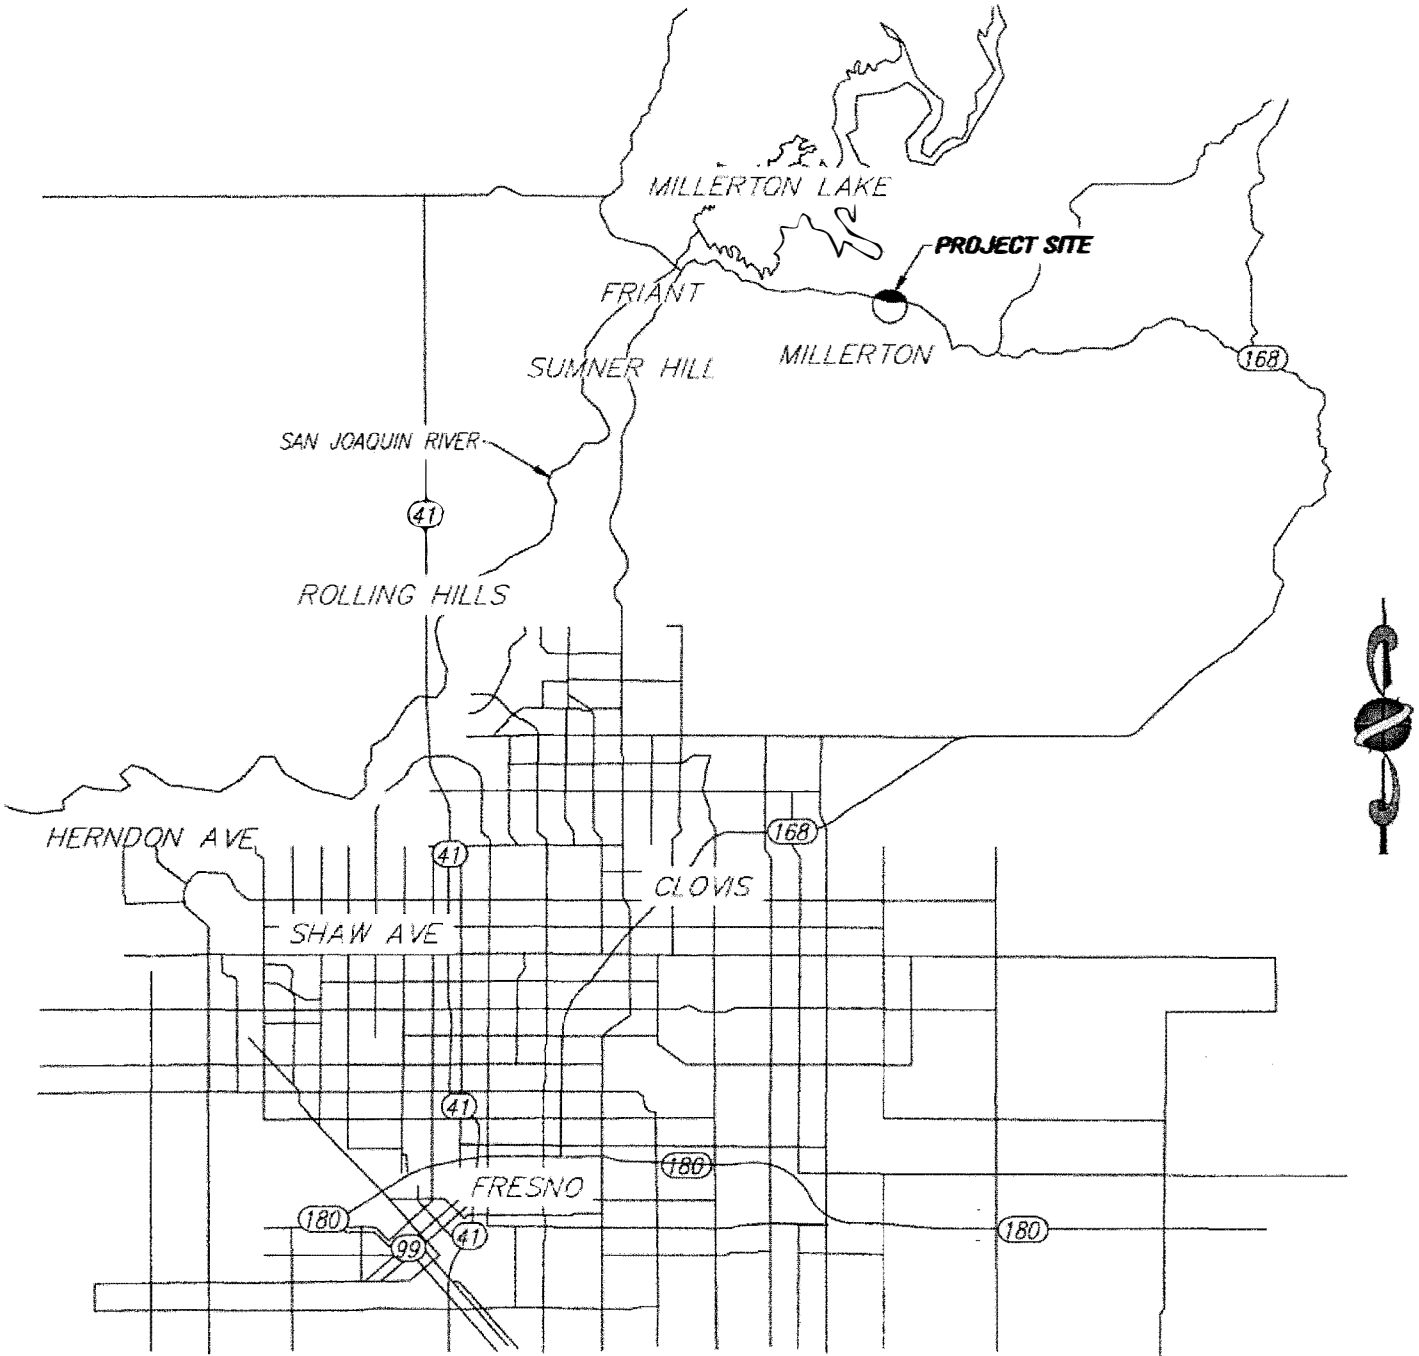 MILLERTON LAKE
PROJECT SITE
FRIANT
MILLERTON
SUMNER HILL
168
SAN JOAQUIN RIVER
41
ROLLING HILLS
168
HERNDON AVE
41
CLOVIS
SHAW AVE
41
180
FRESNO
180
41
180
99